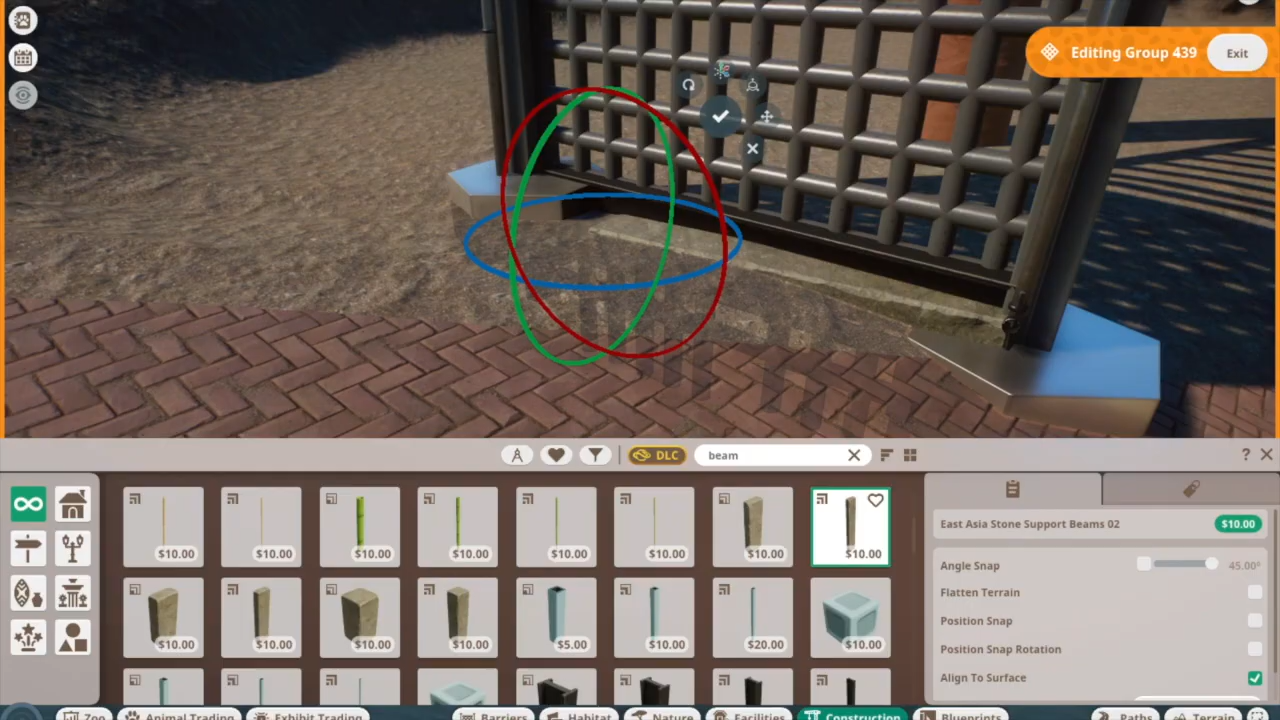 Editing Group 439
Exit
DLC
beam
?
$10.00 $10.00 $10.00 $10.00 $10.00 $10.00 $10.00 $10.00
$10.00 $10.00 $10.00 $10.00 $5.00 $10.00 $20.00 $10.00
East Asia Stone Support Beams 02 $10.00
Angle Snap 45.00°
Flatten Terrain
Position Snap
Position Snap Rotation
Align To Surface
Zoo Animal Trading Exhibit Trading Barriers Habitat Nature Facilities Construction Blueprints Paths Terrain